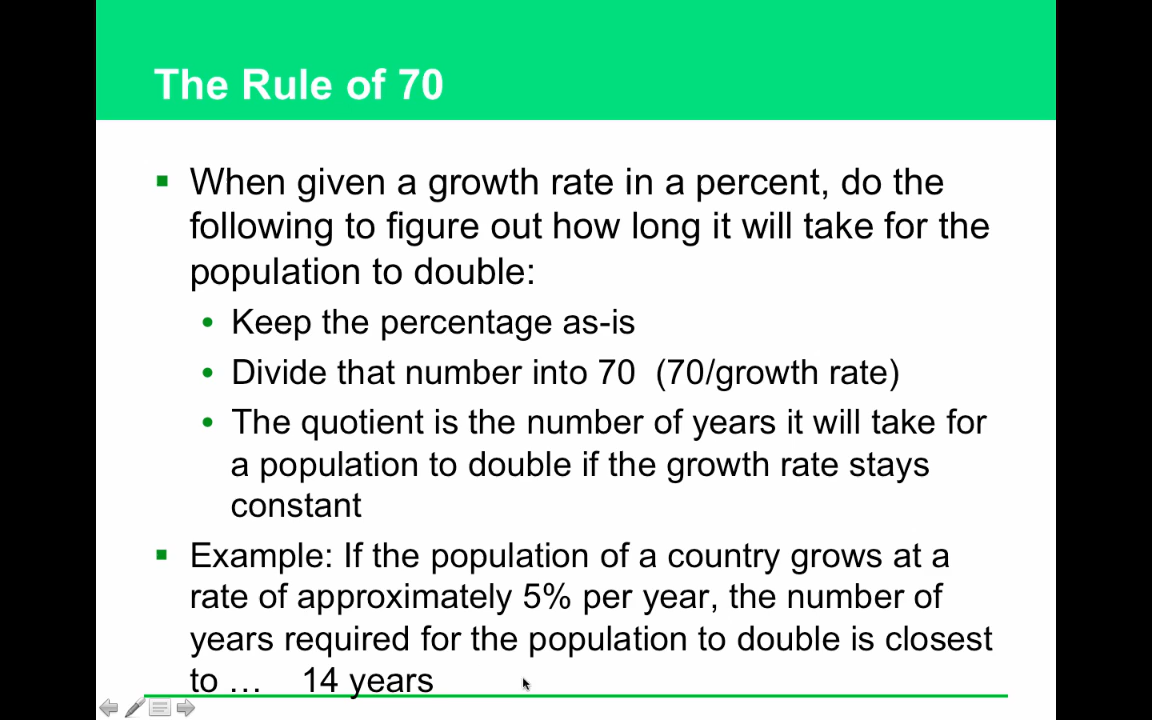 The Rule of 70
When given a growth rate in a percent, do the
following to figure out how long it will take for the
population to double:
Keep the percentage as-is
Divide that number into 70 (70/growth rate)
The quotient is the number of years it will take for
a population to double if the growth rate stays
constant
Example: If the population of a country grows at a
rate of approximately 5% per year, the number of
years required for the population to double is closest
to … 14 years